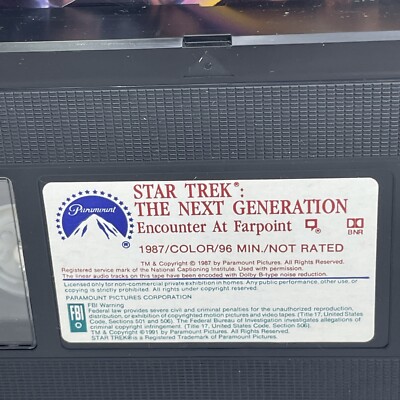 Paramount
®
STAR TREK®:
THE NEXT GENERATION
Encounter At Farpoint
BNR
1987/COLOR/96 MIN./NOT RATED
TM & Copyright © 1987 by Paramount Pictures. All Rights Reserved.
Registered service mark of the National Captioning Institute. Used with permission.
The linear audio tracks on this tape have been encoded with Dolby B-type noise reduction.
Licensed only for non-commercial private exhibition in homes. Any public performance, other use, or
copying is strictly prohibited. All rights reserved.
PARAMOUNT PICTURES CORPORATION
FBI
FBI Warning
Federal law provides severe civil and criminal penalties for the unauthorized reproduction,
distribution, or exhibition of copyrighted motion pictures and video tapes. (Title 17, United States
Code, Sections 501 and 506). The Federal Bureau of Investigation investigates allegations of
criminal copyright infringement. (Title 17, United States Code, Section 506).
TM & Copyright ©1991 by Paramount Pictures. All Rights Reserved.
STAR TREK® is a Registered Trademark of Paramount Pictures.